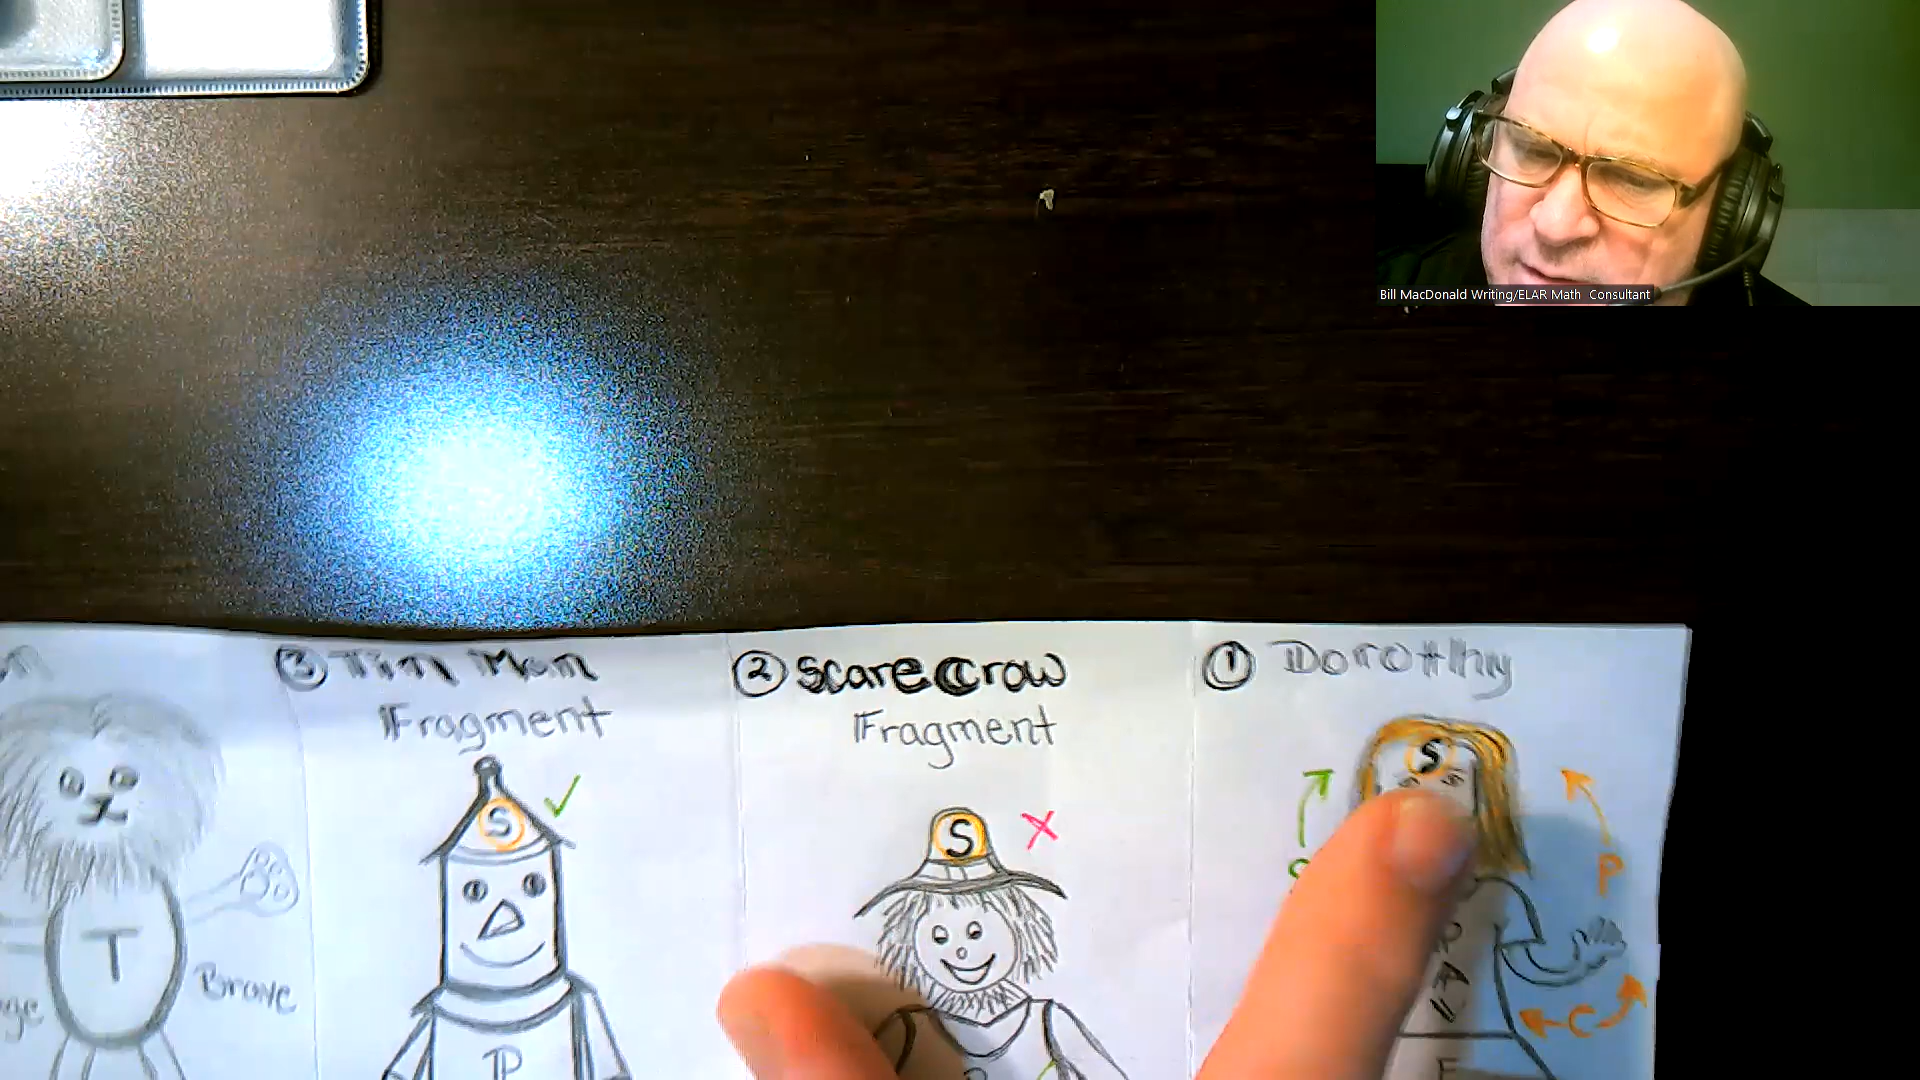 Bill MacDonald Writing/ELAR Math Consultant
③ Tin Man
② Scarecrow
① Dorothy
Fragment
Fragment
S
S
S
P
T
Brave
C
P